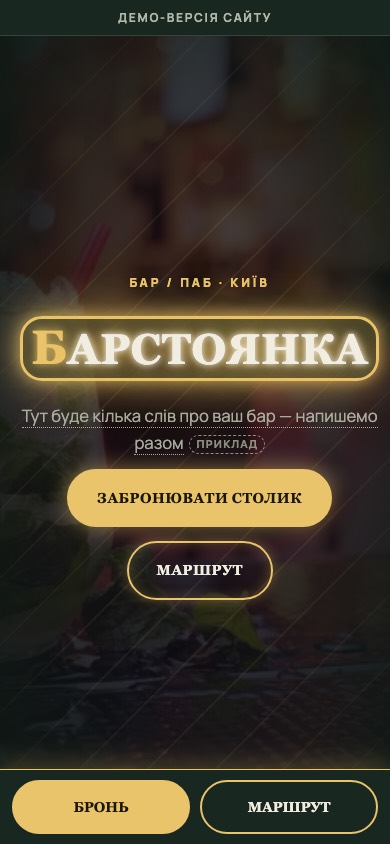 ДЕМО-ВЕРСІЯ САЙТУ
БАР / ПАБ · КИЇВ
БАРСТОЯНКА
Тут буде кілька слів про ваш бар — напишемо
разом ПРИКЛАД
ЗАБРОНЮВАТИ СТОЛИК
МАРШРУТ
БРОНЬ МАРШРУТ